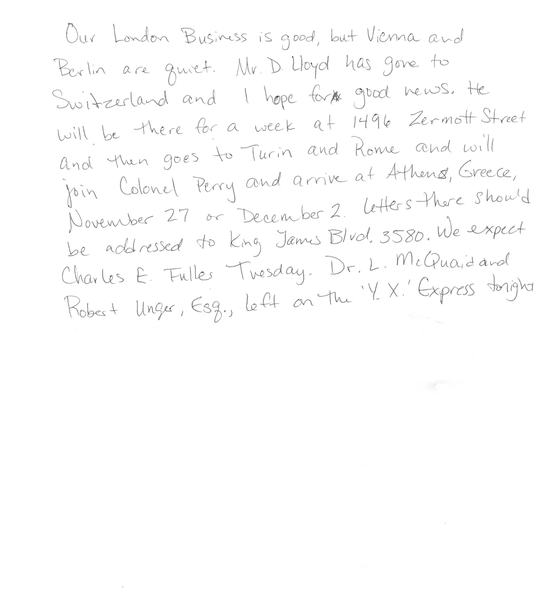 Our London Business is good, but Vienna and
Berlin are quiet. Mr. D. Lloyd has gone to
Switzerland and I hope for good news. He
will be there for a week at 1496 Zermott Street
and then goes to Turin and Rome and will
join Colonel Perry and arrive at Athens, Greece,
November 27 or December 2. Letters there should
be addressed to King James Blvd. 3580. We expect
Charles E. Fuller Tuesday. Dr. L. McQuaid and
Robert Unger, Esq., left on the 'Y. X.' Express tonight